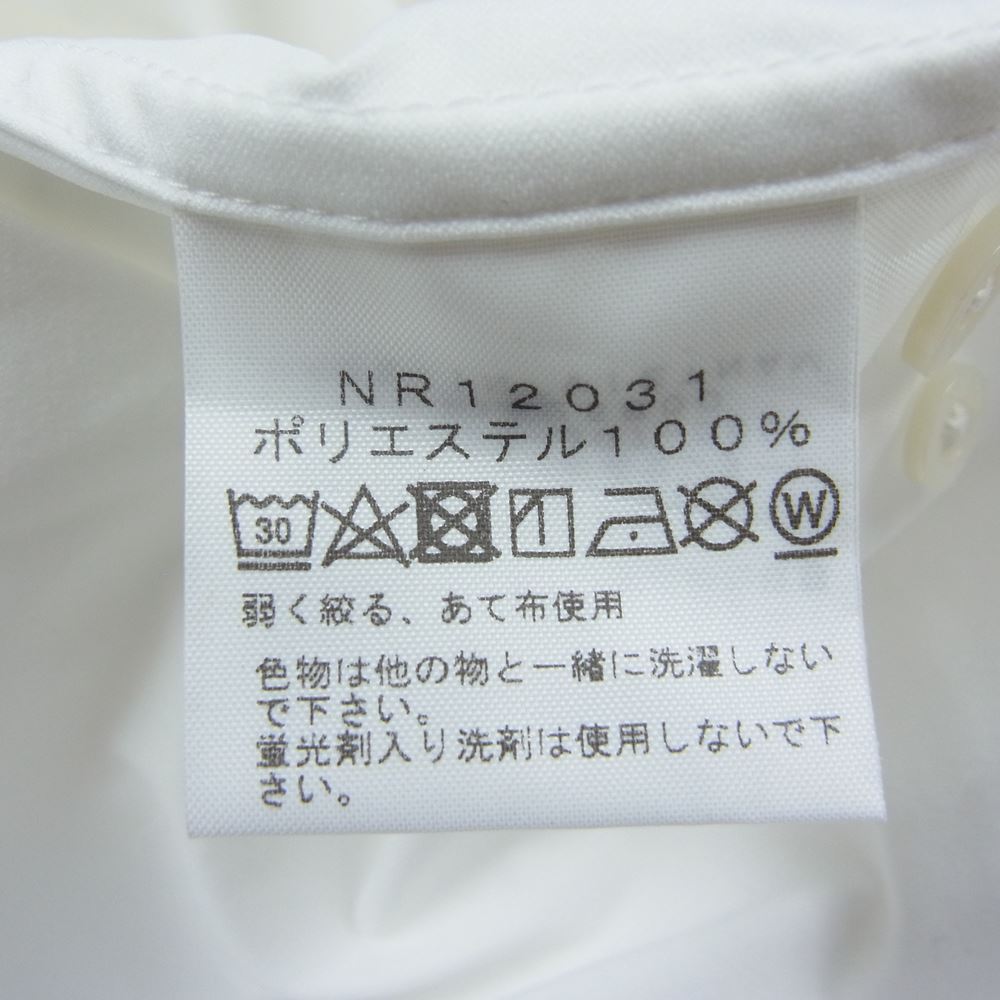 NR12031
ポリエステル100%
30 W
弱く絞る、あて布使用
色物は他の物と一緒に洗濯しない
で下さい。
蛍光剤入り洗剤は使用しないで下
さい。